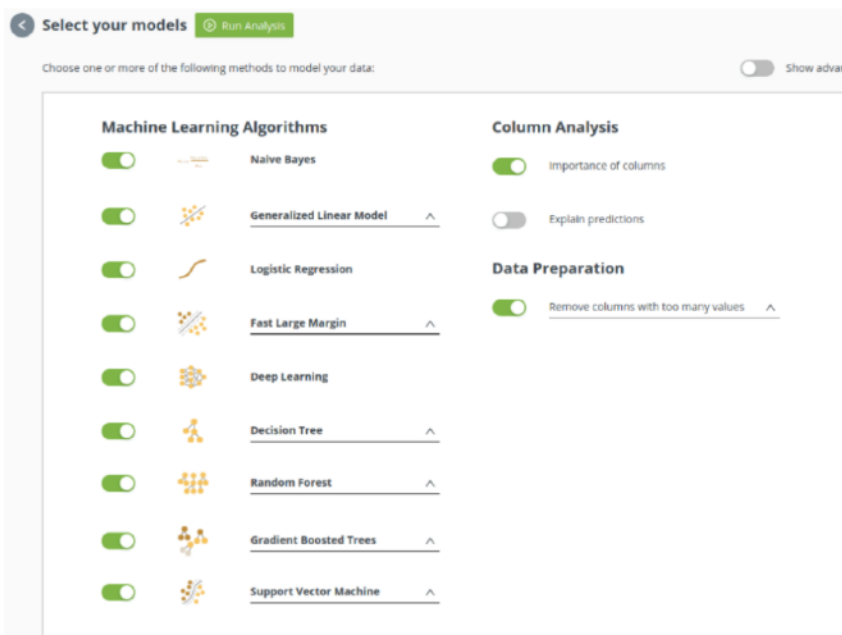 Select your models
Run Analysis
Choose one or more of the following methods to model your data:
Show advan
Machine Learning Algorithms
Naive Bayes
Generalized Linear Model
Logistic Regression
Fast Large Margin
Deep Learning
Decision Tree
Random Forest
Gradient Boosted Trees
Support Vector Machine
Column Analysis
Importance of columns
Explain predictions
Data Preparation
Remove columns with too many values